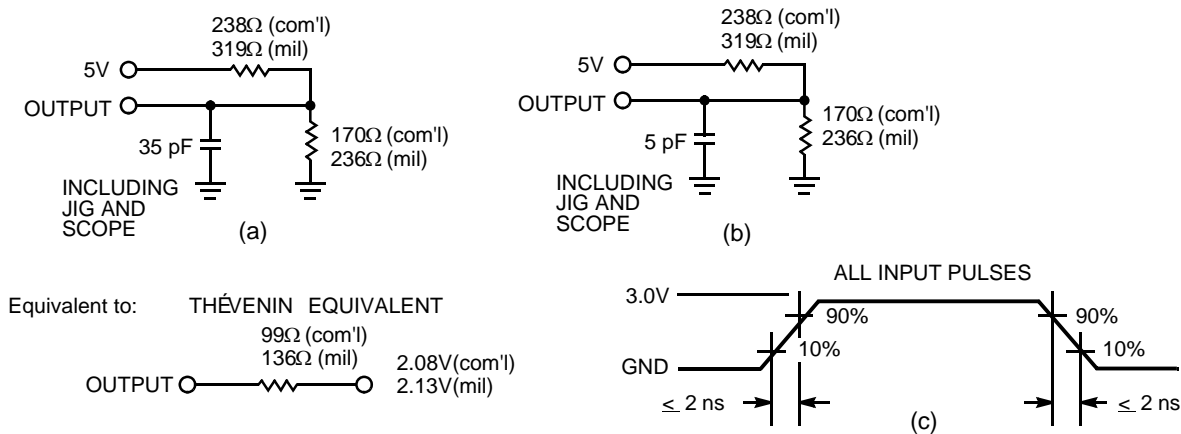 238Ω (com'l)
319Ω (mil)
5V
OUTPUT
35 pF
170Ω (com'l)
236Ω (mil)
INCLUDING
JIG AND
SCOPE
(a)
238Ω (com'l)
319Ω (mil)
5V
OUTPUT
5 pF
170Ω (com'l)
236Ω (mil)
INCLUDING
JIG AND
SCOPE
(b)
Equivalent to: THÉVENIN EQUIVALENT
99Ω (com'l)
136Ω (mil)
OUTPUT
2.08V(com'l)
2.13V(mil)
ALL INPUT PULSES
3.0V
90%
10%
GND
≤ 2 ns
90%
10%
≤ 2 ns
(c)